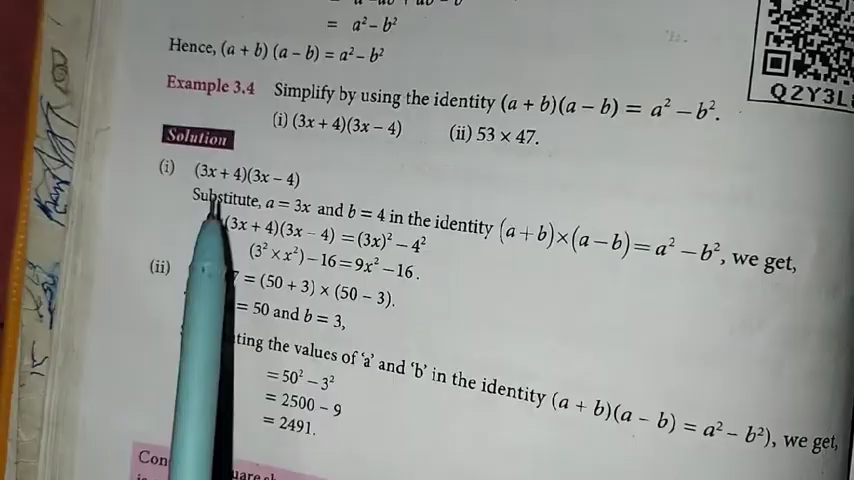 = a² – b²
Hence, (a + b) (a – b) = a² – b²
Example 3.4 Simplify by using the identity (a + b)(a – b) = a² – b².
(i) (3x + 4)(3x – 4) (ii) 53 × 47.
Solution
(i) (3x + 4)(3x – 4)
Substitute, a = 3x and b = 4 in the identity (a + b)×(a – b) = a² – b², we get,
(3x + 4)(3x – 4) = (3x)² – 4²
(3² × x²) – 16 = 9x² – 16.
(ii) 7 = (50 + 3) × (50 – 3).
= 50 and b = 3,
the values of 'a' and 'b' in the identity (a + b)(a – b) = a² – b²), we get,
= 50² – 3²
= 2500 – 9
= 2491.
Q2Y3L